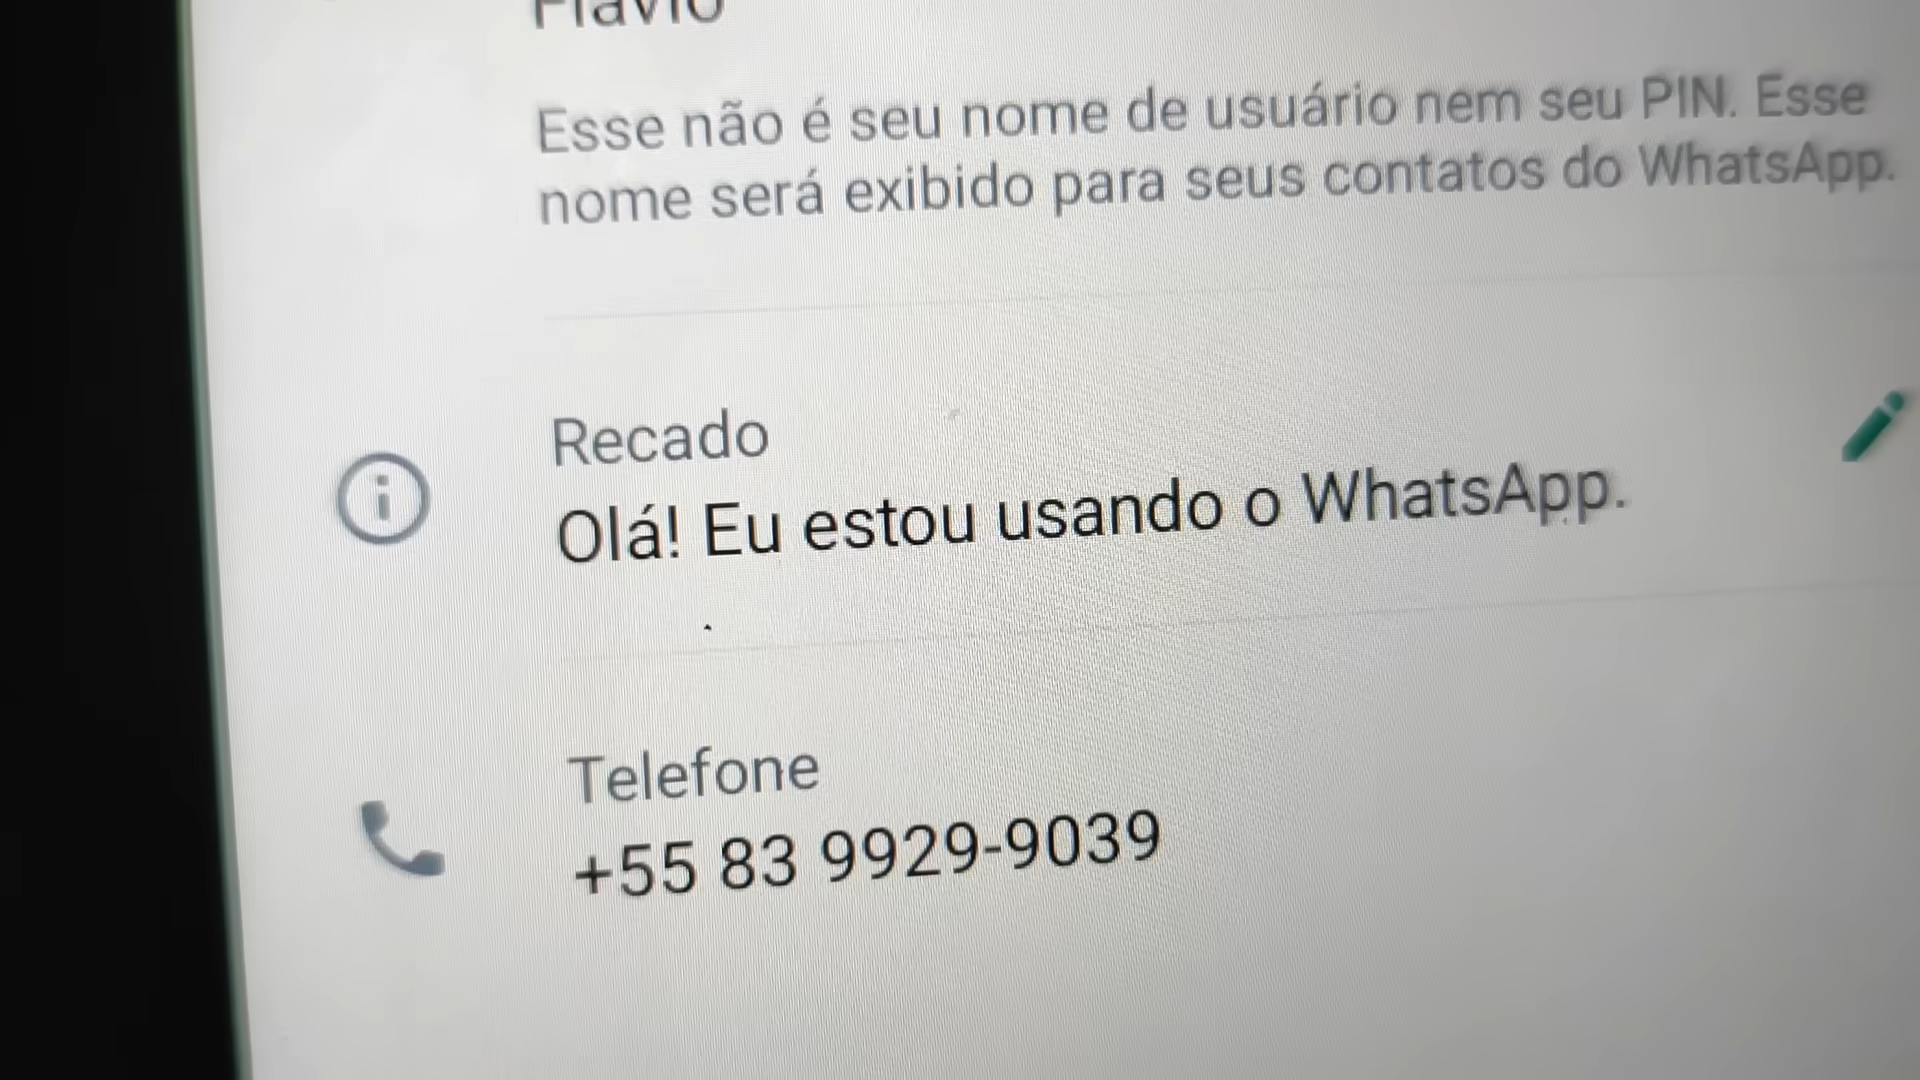 Flavio
Esse não é seu nome de usuário nem seu PIN. Esse
nome será exibido para seus contatos do WhatsApp.
Recado
Olá! Eu estou usando o WhatsApp.
Telefone
+55 83 9929-9039